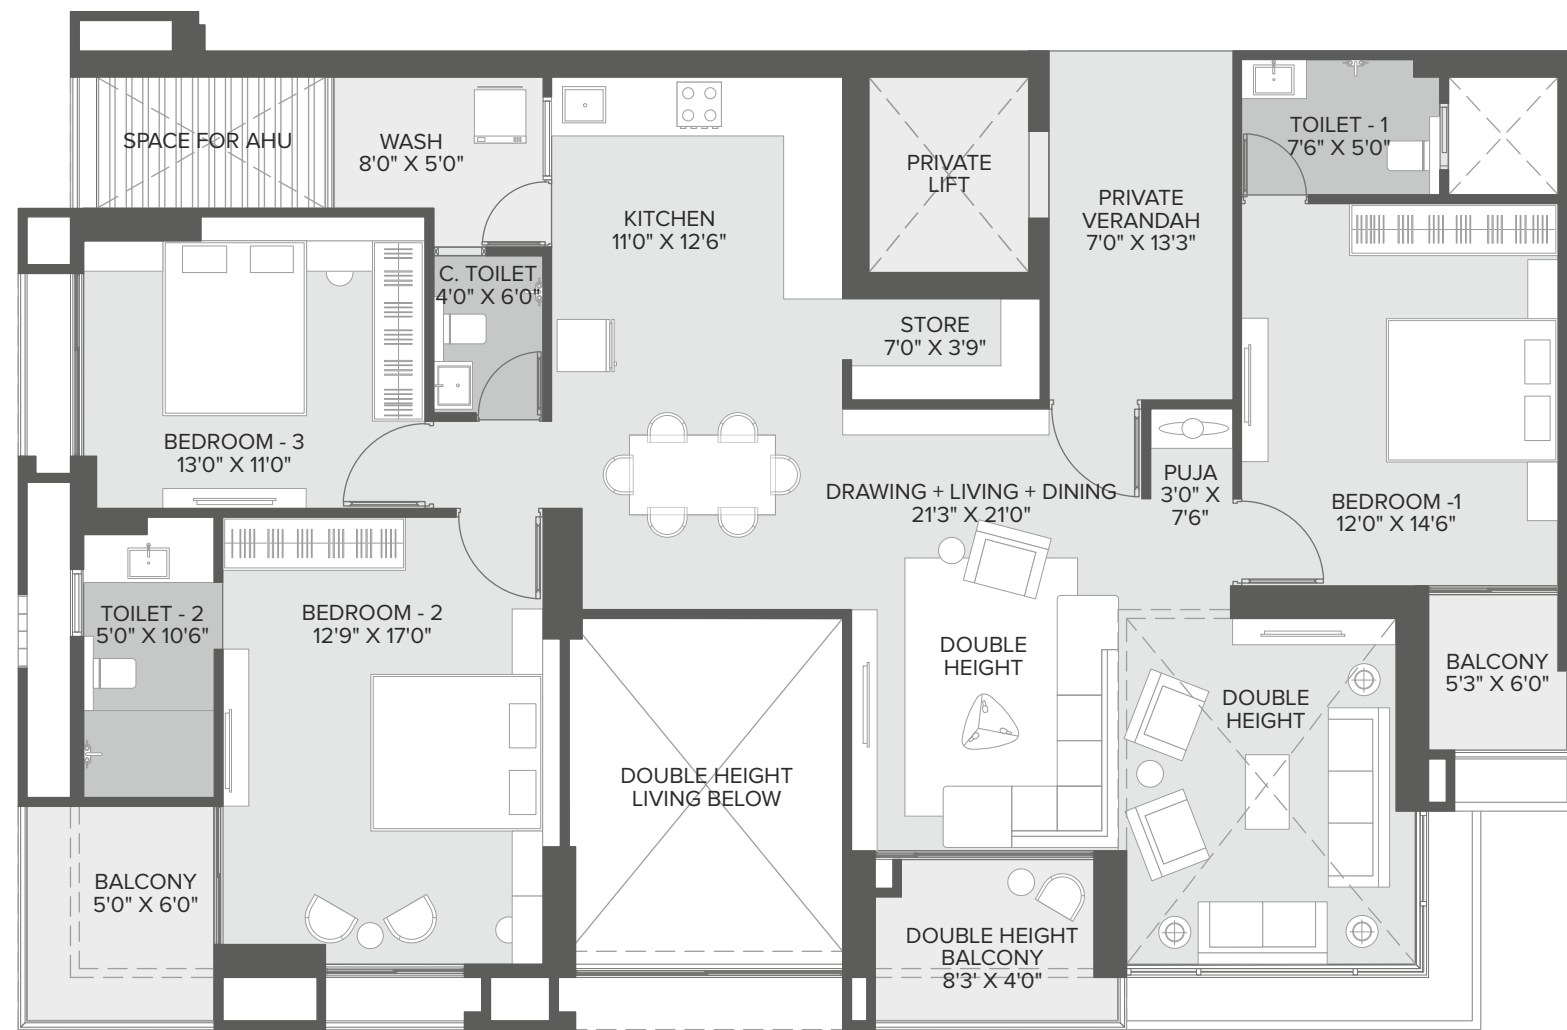 SPACE FOR AHU
WASH
8'0" X 5'0"
KITCHEN
11'0" X 12'6"
PRIVATE
LIFT
PRIVATE
VERANDAH
7'0" X 13'3"
TOILET - 1
7'6" X 5'0"
C. TOILET
4'0" X 6'0"
STORE
7'0" X 3'9"
BEDROOM - 3
13'0" X 11'0"
DRAWING + LIVING + DINING
21'3" X 21'0"
PUJA
3'0" X
7'6"
BEDROOM -1
12'0" X 14'6"
TOILET - 2
5'0" X 10'6"
BEDROOM - 2
12'9" X 17'0"
DOUBLE
HEIGHT
DOUBLE
HEIGHT
BALCONY
5'3" X 6'0"
DOUBLE HEIGHT
LIVING BELOW
BALCONY
5'0" X 6'0"
DOUBLE HEIGHT
BALCONY
8'3' X 4'0"